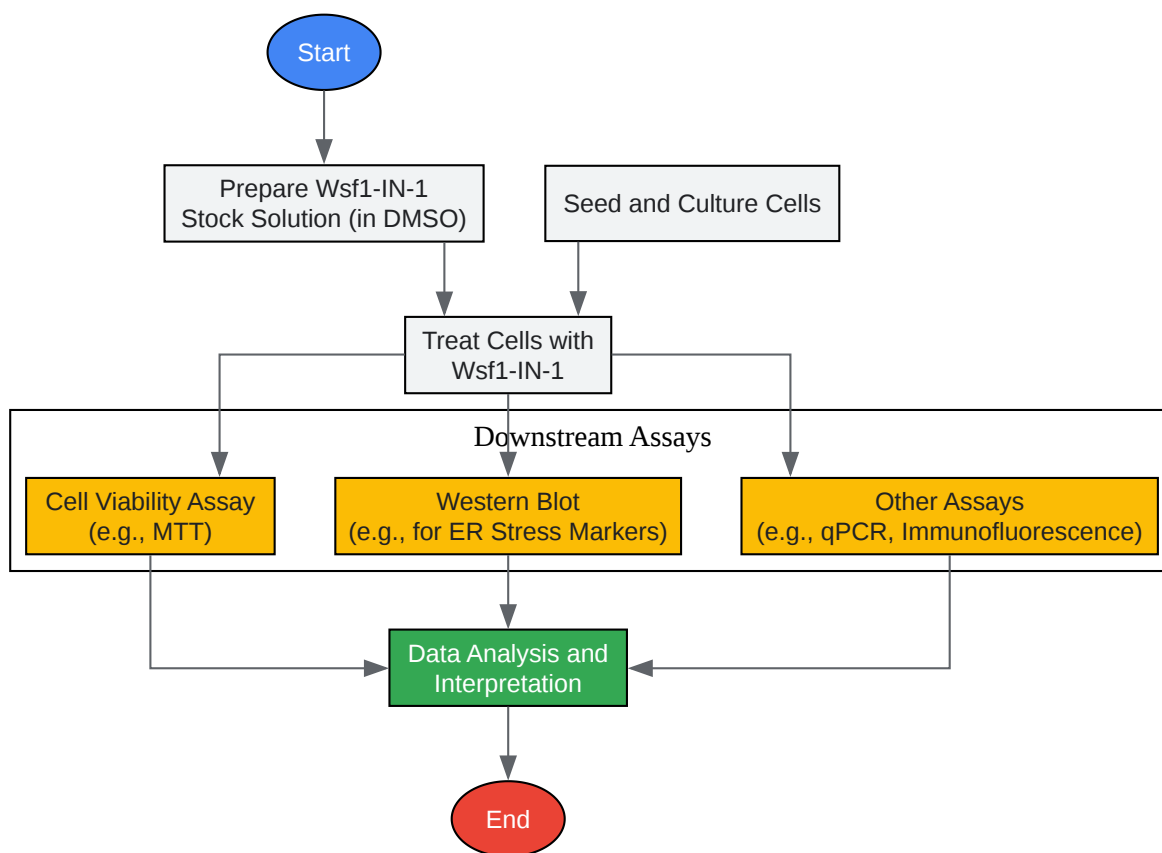 Start
Prepare Wsf1-IN-1
Stock Solution (in DMSO)
Seed and Culture Cells
Treat Cells with
Wsf1-IN-1
Downstream Assays
Cell Viability Assay
(e.g., MTT)
Western Blot
(e.g., for ER Stress Markers)
Other Assays
(e.g., qPCR, Immunofluorescence)
Data Analysis and
Interpretation
End